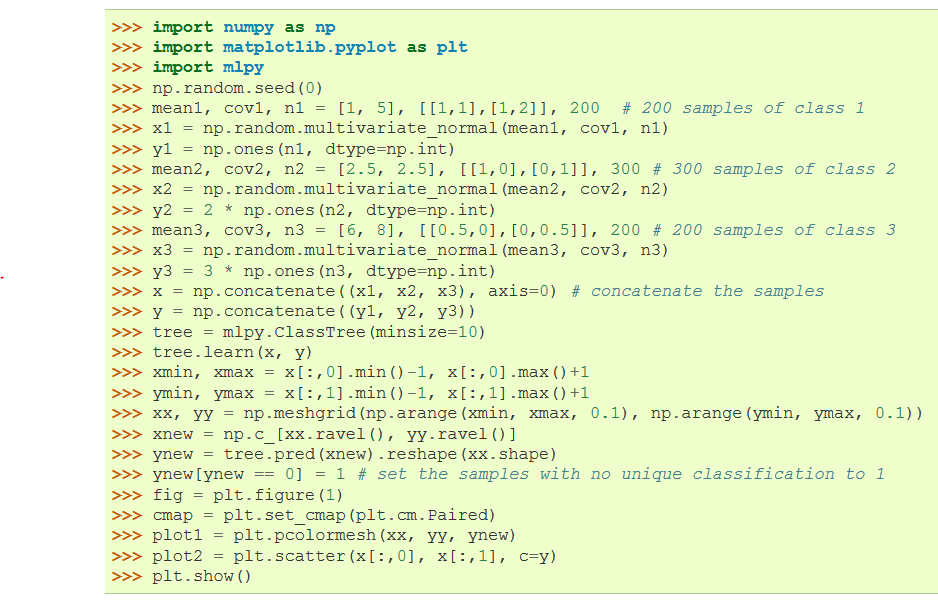 >>> import numpy as np
>>> import matplotlib.pyplot as plt
>>> import mlpy
>>> np.random.seed(0)
>>> mean1, cov1, n1 = [1, 5], [[1,1],[1,2]], 200  # 200 samples of class 1
>>> x1 = np.random.multivariate_normal(mean1, cov1, n1)
>>> y1 = np.ones(n1, dtype=np.int)
>>> mean2, cov2, n2 = [2.5, 2.5], [[1,0],[0,1]], 300 # 300 samples of class 2
>>> x2 = np.random.multivariate_normal(mean2, cov2, n2)
>>> y2 = 2 * np.ones(n2, dtype=np.int)
>>> mean3, cov3, n3 = [6, 8], [[0.5,0],[0,0.5]], 200 # 200 samples of class 3
>>> x3 = np.random.multivariate_normal(mean3, cov3, n3)
>>> y3 = 3 * np.ones(n3, dtype=np.int)
>>> x = np.concatenate((x1, x2, x3), axis=0) # concatenate the samples
>>> y = np.concatenate((y1, y2, y3))
>>> tree = mlpy.ClassTree(minsize=10)
>>> tree.learn(x, y)
>>> xmin, xmax = x[:,0].min()-1, x[:,0].max()+1
>>> ymin, ymax = x[:,1].min()-1, x[:,1].max()+1
>>> xx, yy = np.meshgrid(np.arange(xmin, xmax, 0.1), np.arange(ymin, ymax, 0.1))
>>> xnew = np.c_[xx.ravel(), yy.ravel()]
>>> ynew = tree.pred(xnew).reshape(xx.shape)
>>> ynew[ynew == 0] = 1 # set the samples with no unique classification to 1
>>> fig = plt.figure(1)
>>> cmap = plt.set_cmap(plt.cm.Paired)
>>> plot1 = plt.pcolormesh(xx, yy, ynew)
>>> plot2 = plt.scatter(x[:,0], x[:,1], c=y)
>>> plt.show()